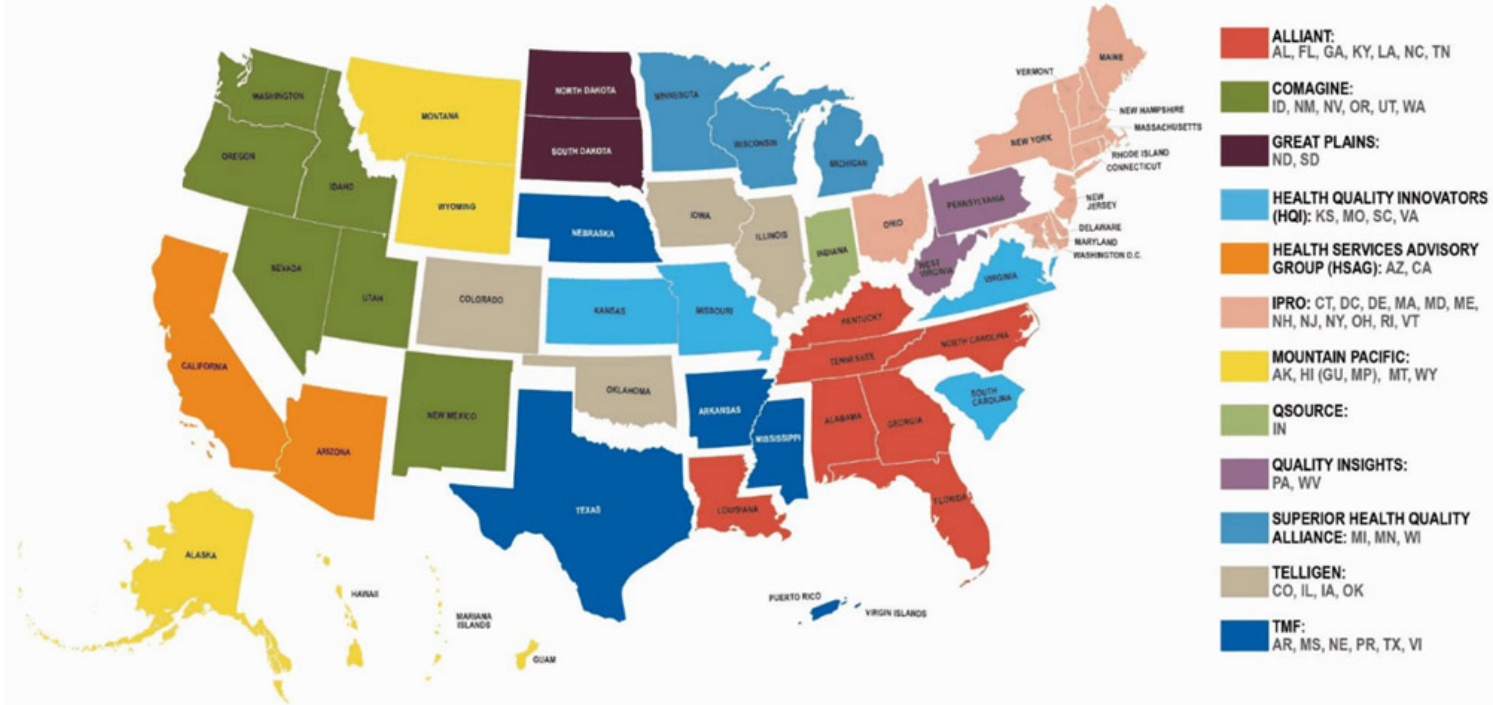 WASHINGTON
OREGON
IDAHO
MONTANA
WYOMING
NORTH DAKOTA
SOUTH DAKOTA
NEBRASKA
MINNESOTA
WISCONSIN
MICHIGAN
IOWA
ILLINOIS
INDIANA
OHIO
PENNSYLVANIA
WEST
VIRGINIA
VIRGINIA
NEW YORK
VERMONT
MAINE
NEW HAMPSHIRE
MASSACHUSETTS
RHODE ISLAND
CONNECTICUT
NEW
JERSEY
DELAWARE
MARYLAND
WASHINGTON D.C.
NEVADA
UTAH
COLORADO
KANSAS
MISSOURI
KENTUCKY
TENNESSEE
NORTH CAROLINA
SOUTH
CAROLINA
CALIFORNIA
ARIZONA
NEW MEXICO
OKLAHOMA
ARKANSAS
MISSISSIPPI
ALABAMA
GEORGIA
FLORIDA
LOUISIANA
TEXAS
ALASKA
HAWAII
MARIANA
ISLANDS
GUAM
PUERTO RICO
VIRGIN ISLANDS
ALLIANT:
AL, FL, GA, KY, LA, NC, TN
COMAGINE:
ID, NM, NV, OR, UT, WA
GREAT PLAINS:
ND, SD
HEALTH QUALITY INNOVATORS
(HQI): KS, MO, SC, VA
HEALTH SERVICES ADVISORY
GROUP (HSAG): AZ, CA
IPRO: CT, DC, DE, MA, MD, ME,
NH, NJ, NY, OH, RI, VT
MOUNTAIN PACIFIC:
AK, HI (GU, MP), MT, WY
QSOURCE:
IN
QUALITY INSIGHTS:
PA, WV
SUPERIOR HEALTH QUALITY
ALLIANCE: MI, MN, WI
TELLIGEN:
CO, IL, IA, OK
TMF:
AR, MS, NE, PR, TX, VI